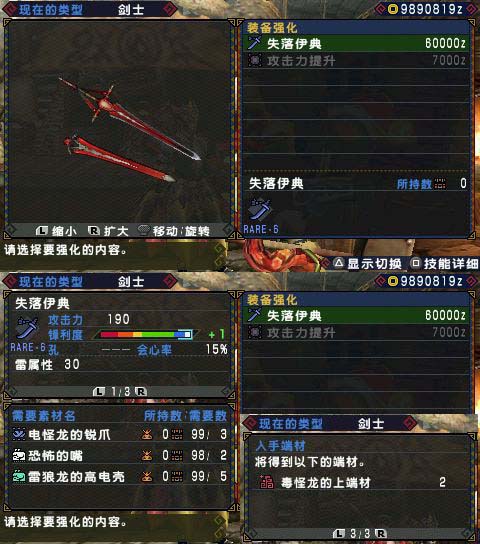 现在的类型 剑士
9890819z
装备强化
失落伊典 60000z
攻击力提升 7000z
失落伊典 所持数 0
RARE-6
L 缩小 R 扩大 移动/旋转
请选择要强化的内容。
△显示切换 □技能详细
现在的类型 剑士
9890819z
失落伊典
攻击力 190
锋利度 +1
RARE-6 孔 ――― 会心率 15%
雷属性 30
L 1/3 R
装备强化
失落伊典 60000z
攻击力提升 7000z
需要素材名 所持数/需要数
电怪龙的锐爪 0 99/ 3
恐怖的嘴 0 98/ 2
雷狼龙的高电壳 0 99/ 5
请选择要强化的内容。
现在的类型 剑士
入手端材
将得到以下的端材。
毒怪龙的上端材 2
L 3/3 R